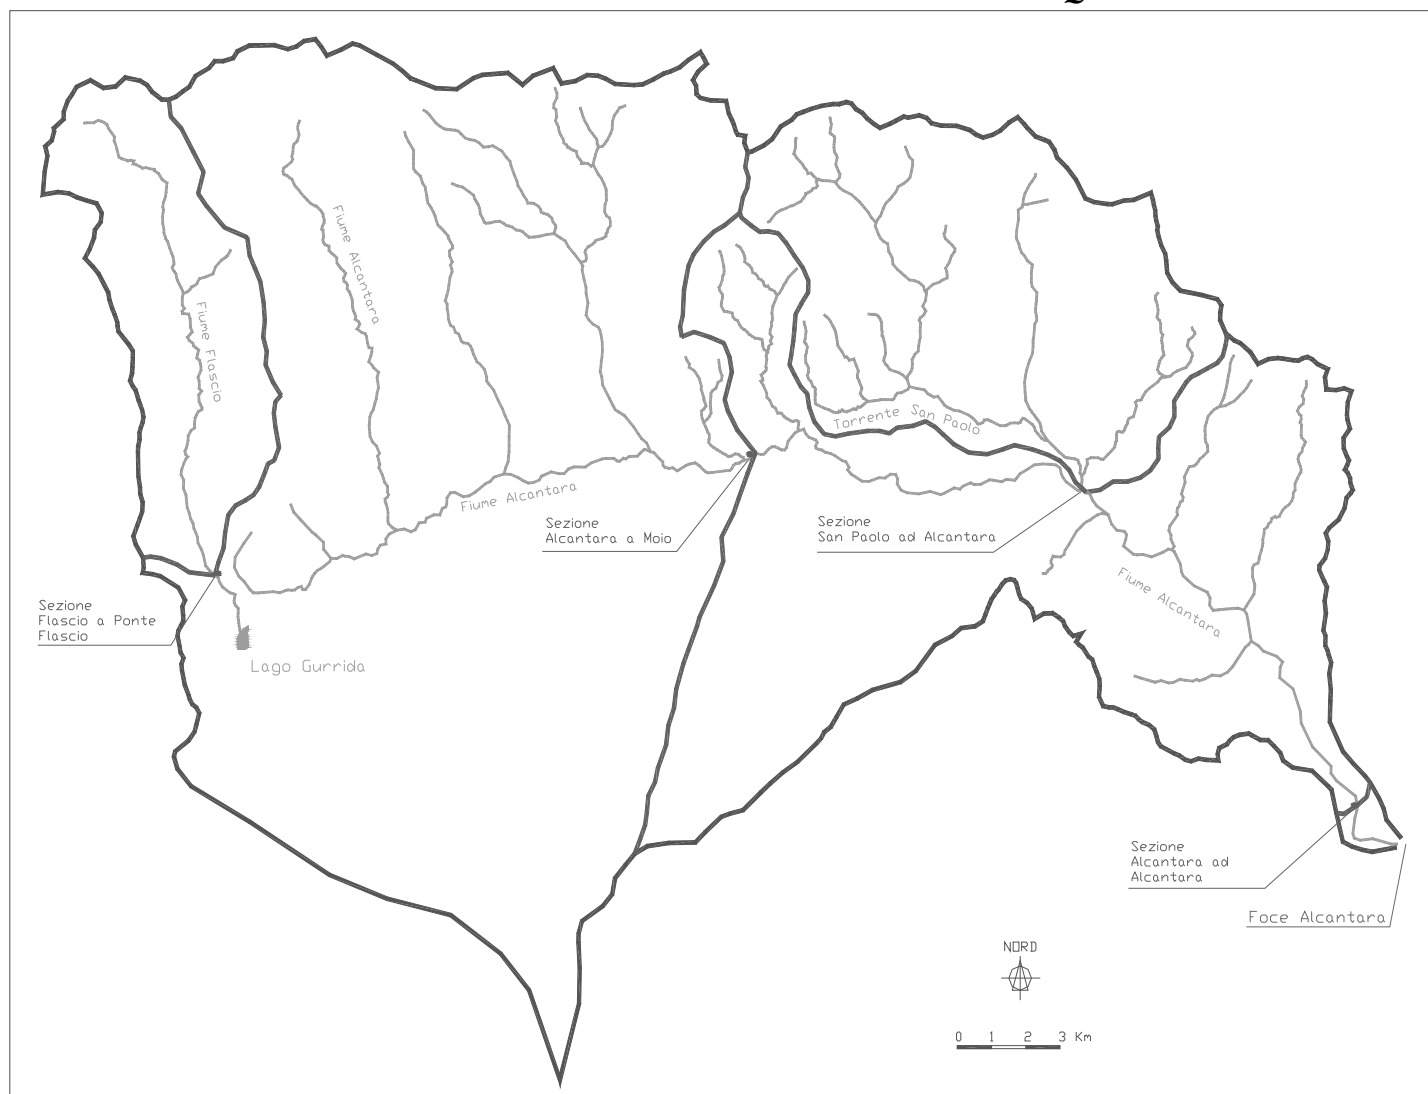 Fiume Alcantara
Fiume Flascio
Torrente San Paolo
Fiume Alcantara
Sezione
Alcantara a Moio
Sezione
San Paolo ad Alcantara
Fiume Alcantara
Sezione
Flascio a Ponte
Flascio
Lago Gurrida
Sezione
Alcantara ad
Alcantara
Foce Alcantara
NORD
0 1 2 3 Km